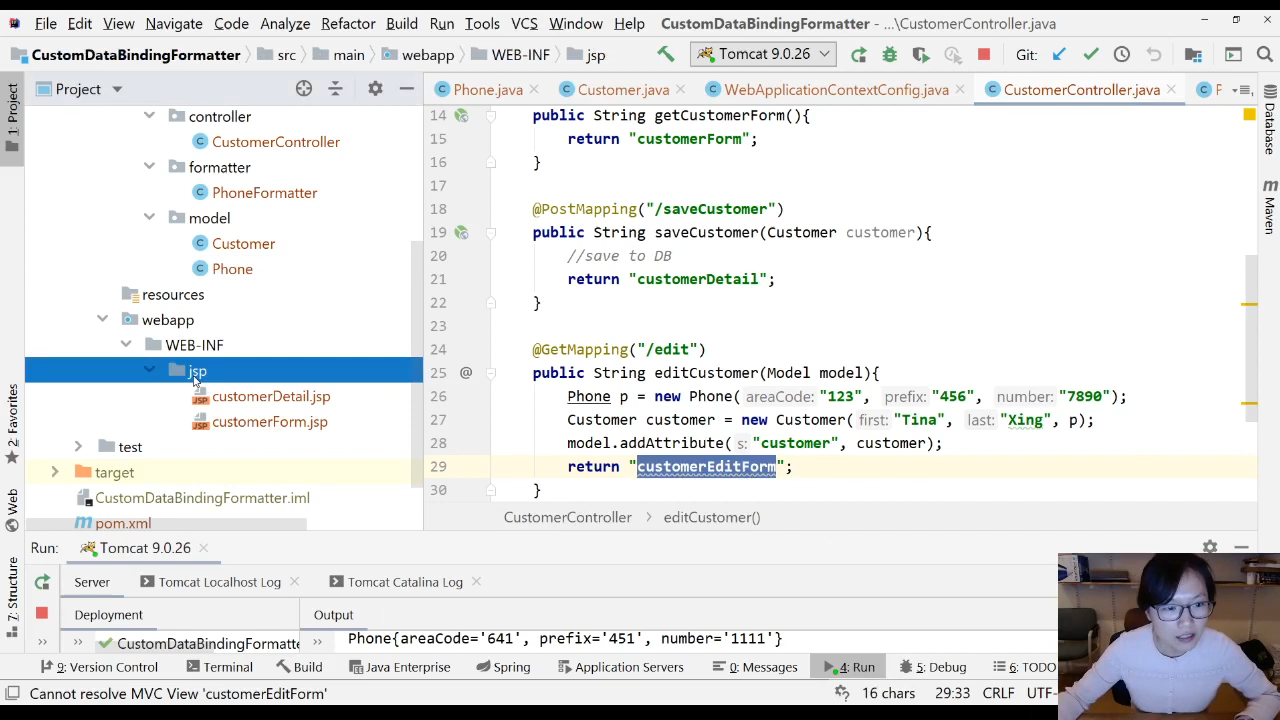 File Edit View Navigate Code Analyze Refactor Build Run Tools VCS Window Help CustomDataBindingFormatter - ...\CustomerController.java
CustomDataBindingFormatter src main webapp WEB-INF jsp Tomcat 9.0.26 Git:
1: Project
2: Favorites
Web
7: Structure
Project
controller
CustomerController
formatter
PhoneFormatter
model
Customer
Phone
resources
webapp
WEB-INF
jsp
customerDetail.jsp
customerForm.jsp
test
target
CustomDataBindingFormatter.iml
pom.xml
Phone.java Customer.java WebApplicationContextConfig.java CustomerController.java P
14 public String getCustomerForm(){
15 return "customerForm";
16 }
17
18 @PostMapping("/saveCustomer")
19 public String saveCustomer(Customer customer){
20 //save to DB
21 return "customerDetail";
22 }
23
24 @GetMapping("/edit")
25 public String editCustomer(Model model){
26 Phone p = new Phone( areaCode: "123", prefix: "456", number: "7890");
27 Customer customer = new Customer( first: "Tina", last: "Xing", p);
28 model.addAttribute( s: "customer", customer);
29 return "customerEditForm";
30 }
CustomerController editCustomer()
Database
Maven
Run: Tomcat 9.0.26
Server Tomcat Localhost Log Tomcat Catalina Log
Deployment Output
CustomDataBindingFormatte Phone{areaCode='641', prefix='451', number='1111'}
9: Version Control Terminal Build Java Enterprise Spring Application Servers 0: Messages 4: Run 5: Debug 6: TODO
Cannot resolve MVC View 'customerEditForm' 16 chars 29:33 CRLF UTF-